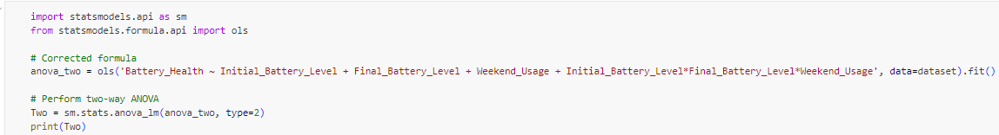 import statsmodels.api as sm
from statsmodels.formula.api import ols
# Corrected formula
anova_two = ols('Battery_Health ~ Initial_Battery_Level + Final_Battery_Level + Weekend_Usage + Initial_Battery_Level*Final_Battery_Level*Weekend_Usage', data=dataset).fit()
# Perform two-way ANOVA
Two = sm.stats.anova_lm(anova_two, type=2)
print(Two)